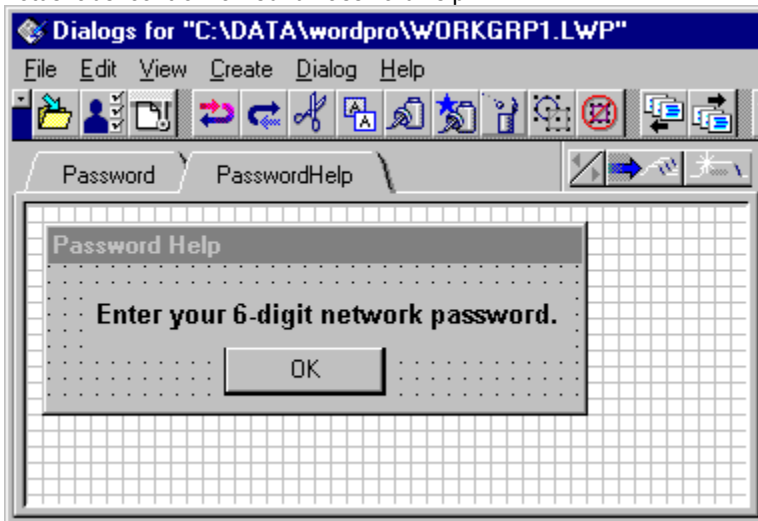 Dialogs for "C:\DATA\wordpro\WORKGRP1.LWP"
File Edit View Create Dialog Help
Password PasswordHelp
Password Help
Enter your 6-digit network password.
OK